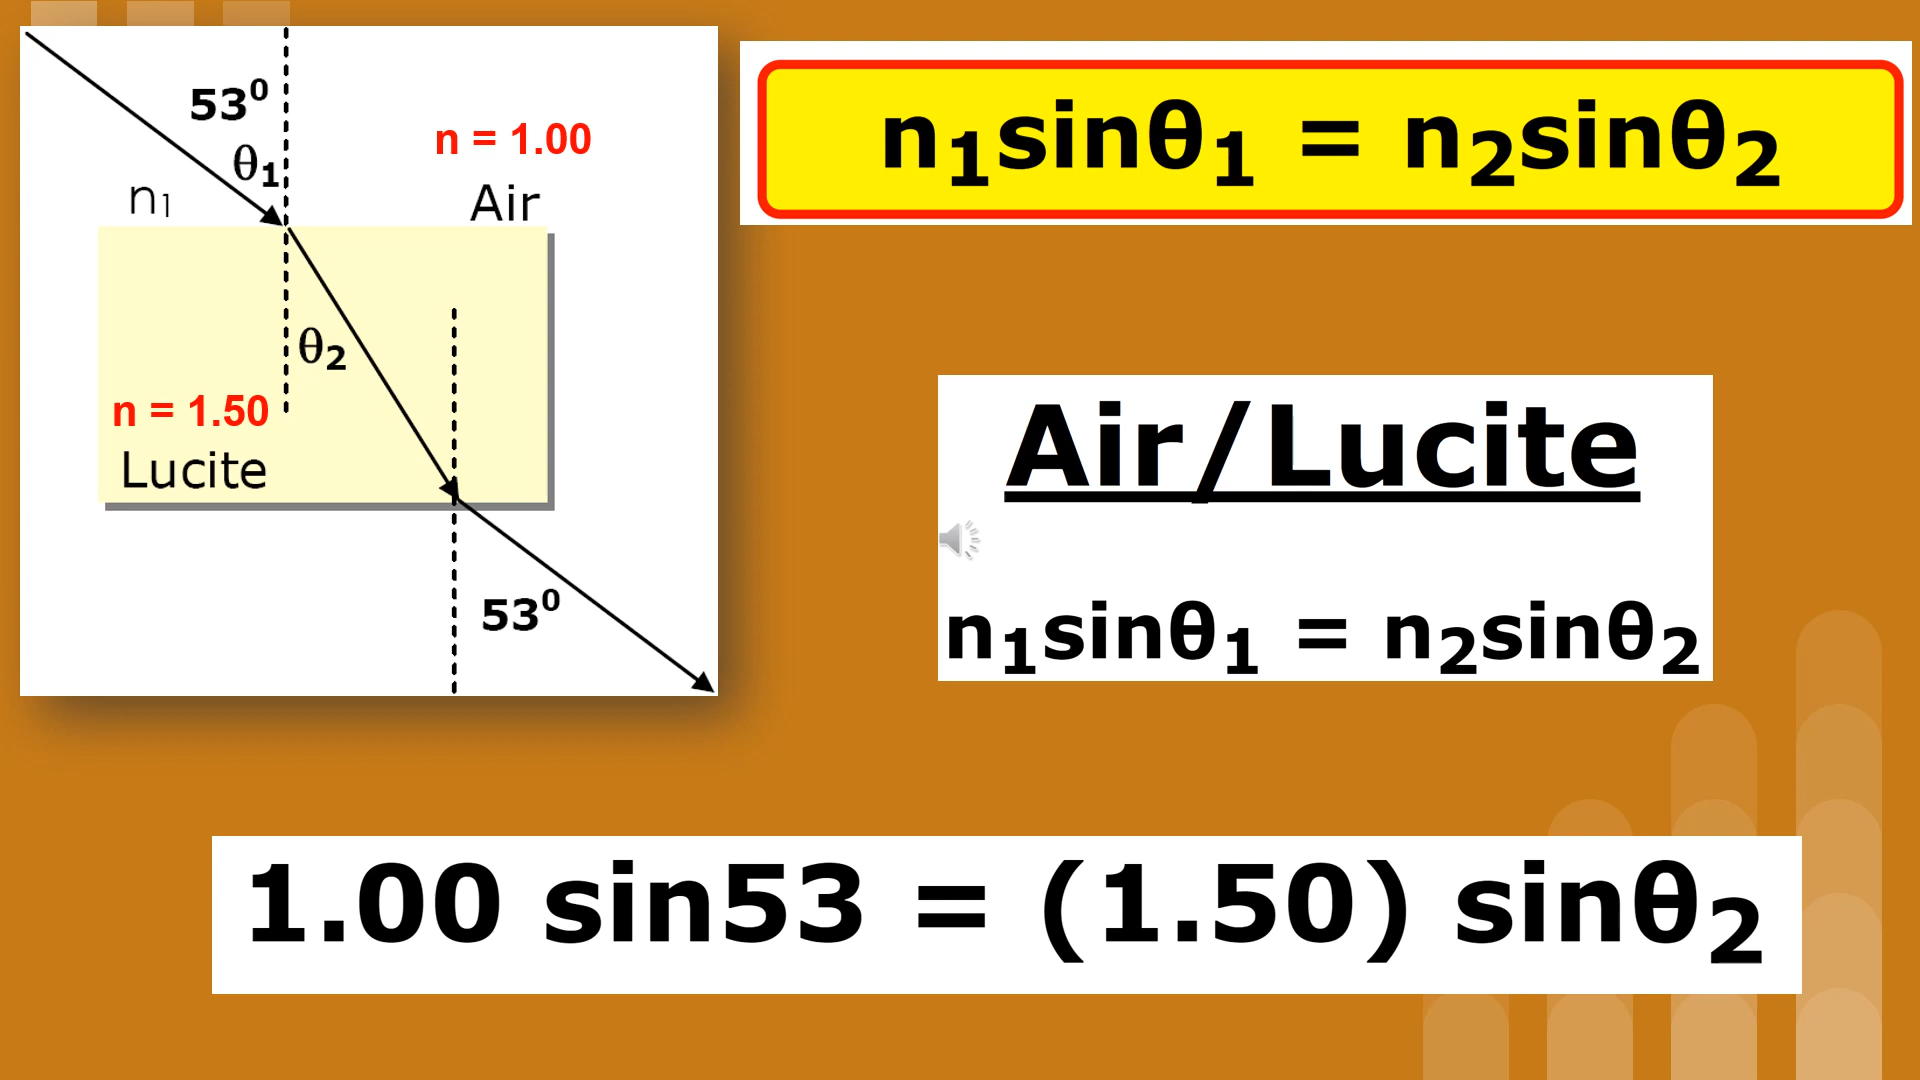 53⁰
θ₁
n₁
n = 1.00
Air
θ₂
n = 1.50
Lucite
53⁰
n₁sinθ₁ = n₂sinθ₂
Air/Lucite
n₁sinθ₁ = n₂sinθ₂
1.00 sin53 = (1.50) sinθ₂